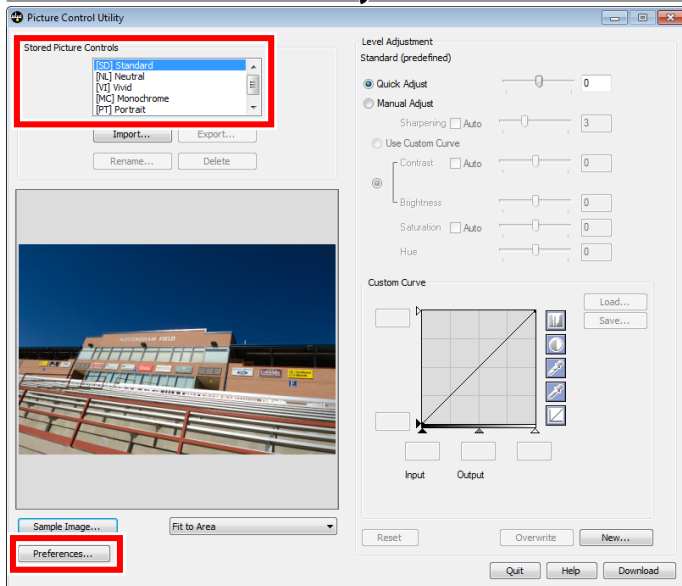 Picture Control Utility
Stored Picture Controls
[SD] Standard
[NL] Neutral
[VI] Vivid
[MC] Monochrome
[PT] Portrait
Import... Export...
Rename... Delete
NOTTINGHAM FIELD
Sample Image... Fit to Area
Preferences...
Level Adjustment
Standard (predefined)
Quick Adjust 0
Manual Adjust
Sharpening Auto 3
Use Custom Curve
Contrast Auto 0
Brightness 0
Saturation Auto 0
Hue 0
Custom Curve
Load...
Save...
Input Output
Reset Overwrite New...
Quit Help Download